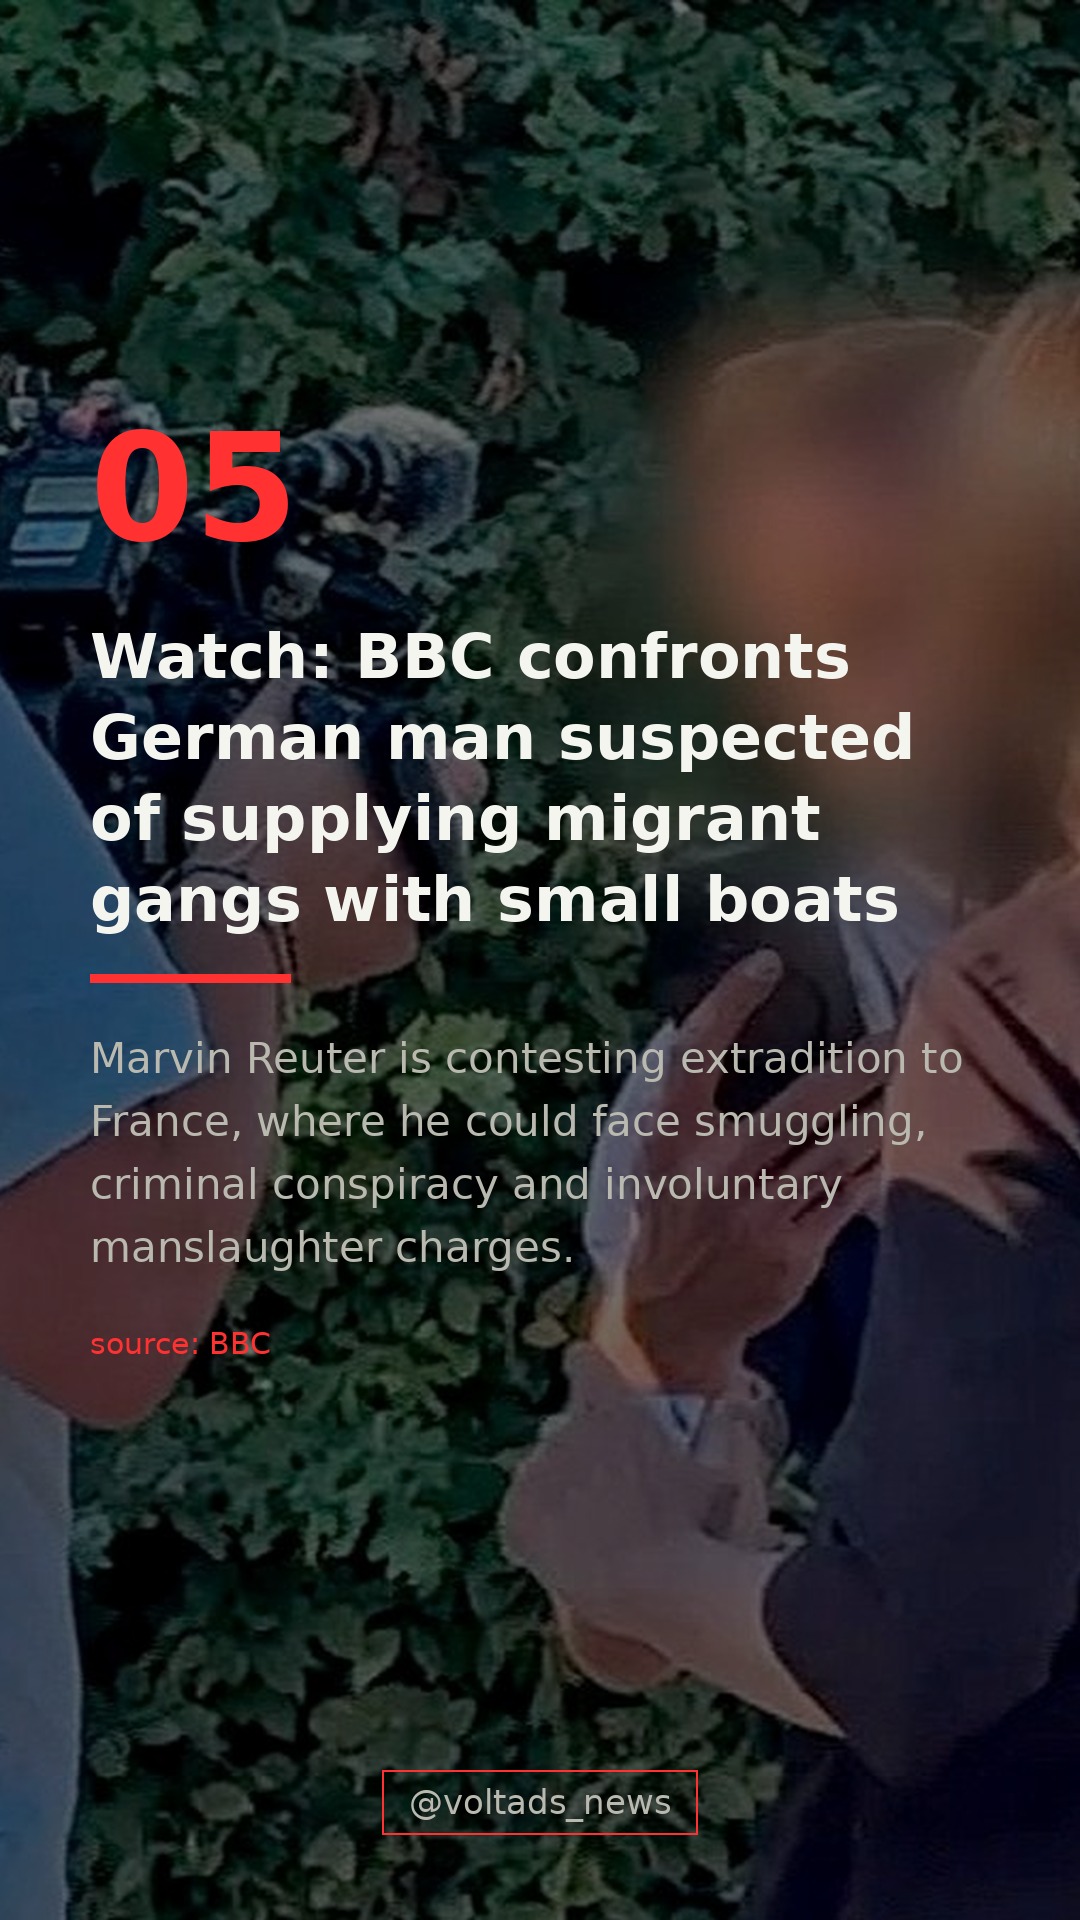 05
Watch: BBC confronts
German man suspected
of supplying migrant
gangs with small boats
Marvin Reuter is contesting extradition to
France, where he could face smuggling,
criminal conspiracy and involuntary
manslaughter charges.
source: BBC
@voltads_news